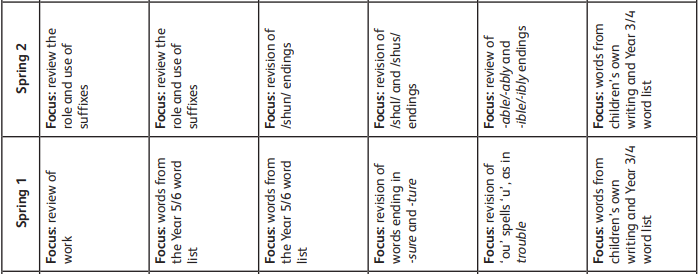 Spring 1
Focus: review of
work
Focus: words from
the Year 5/6 word
list
Focus: words from
the Year 5/6 word
list
Focus: revision of
words ending in
-sure and -ture
Focus: revision of
‘ou’ spells ‘u’, as in
trouble
Focus: words from
children’s own
writing and Year 3/4
word list
Spring 2
Focus: review the
role and use of
suffixes
Focus: review the
role and use of
suffixes
Focus: revision of
/shun/ endings
Focus: revision of
/shal/ and /shus/
endings
Focus: review of
-able/-ably and
-ible/-ibly endings
Focus: words from
children’s own
writing and Year 3/4
word list